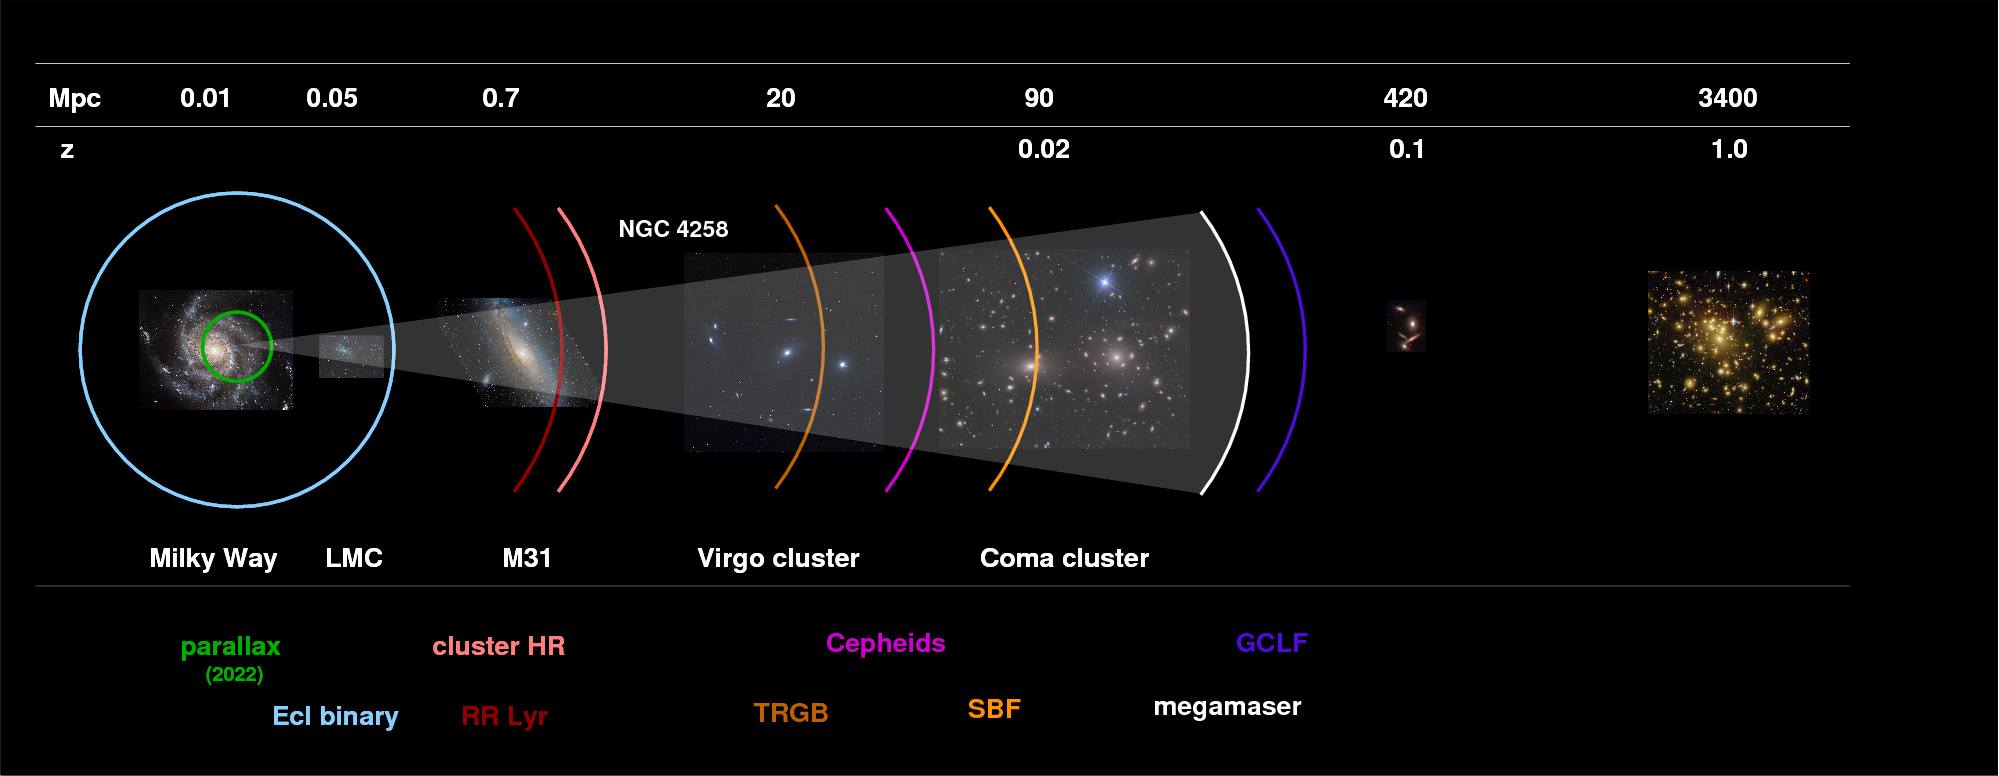 Mpc 0.01 0.05 0.7 20 90 420 3400
z 0.02 0.1 1.0
NGC 4258
Milky Way LMC M31 Virgo cluster Coma cluster
parallax cluster HR Cepheids GCLF
(2022)
Ecl binary RR Lyr TRGB SBF megamaser